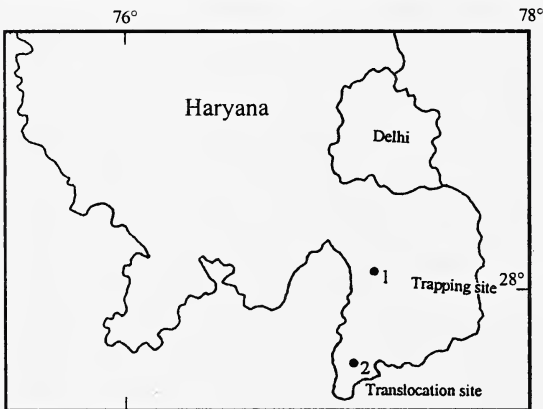 76°
78°
Haryana
Delhi
1
Trapping site
28°
2
Translocation site